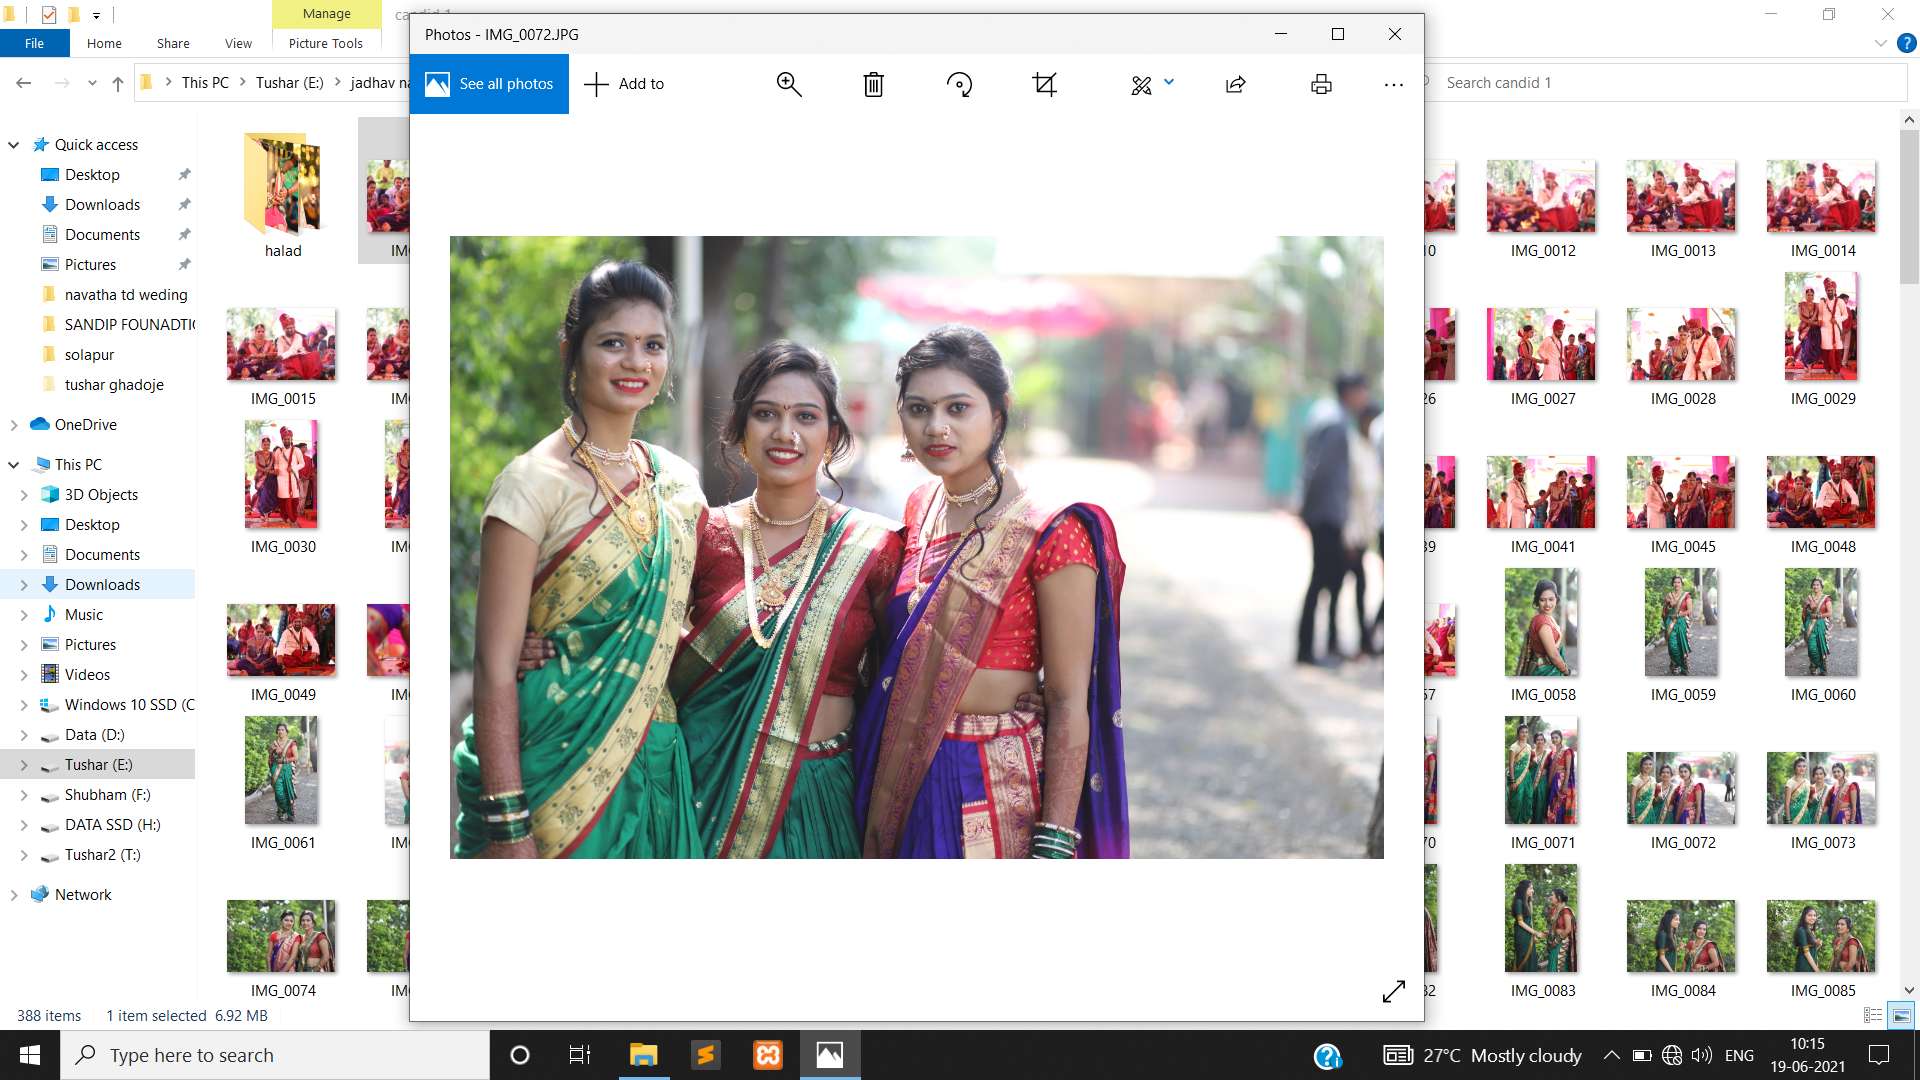 Manage
candid 1
File
Home
Share
View
Picture Tools
Photos - IMG_0072.JPG
This PC
Tushar (E:)
See all photos
Add to
Search candid 1
Quick access
Desktop
Downloads
Documents
Pictures
navatha td weding
solapur
tushar ghadoje
OneDrive
This PC
3D Objects
Desktop
Documents
Downloads
Music
Pictures
Videos
Windows 10 SSD (C
Data (D:)
Tushar (E:)
Shubham (F:)
DATA SSD (H:)
Tushar2 (T:)
Network
halad
IMG_0012
IMG_0013
IMG_0014
IMG_0015
IMG_0027
IMG_0028
IMG_0029
IMG_0030
IMG_0041
IMG_0045
IMG_0048
IMG_0049
IMG_0058
IMG_0059
IMG_0060
IMG_0061
IMG_0071
IMG_0072
IMG_0073
IMG_0074
IMG_0083
IMG_0084
IMG_0085
388 items
1 item selected 6.92 MB
Type here to search
27°C Mostly cloudy
ENG
10:15
19-06-2021